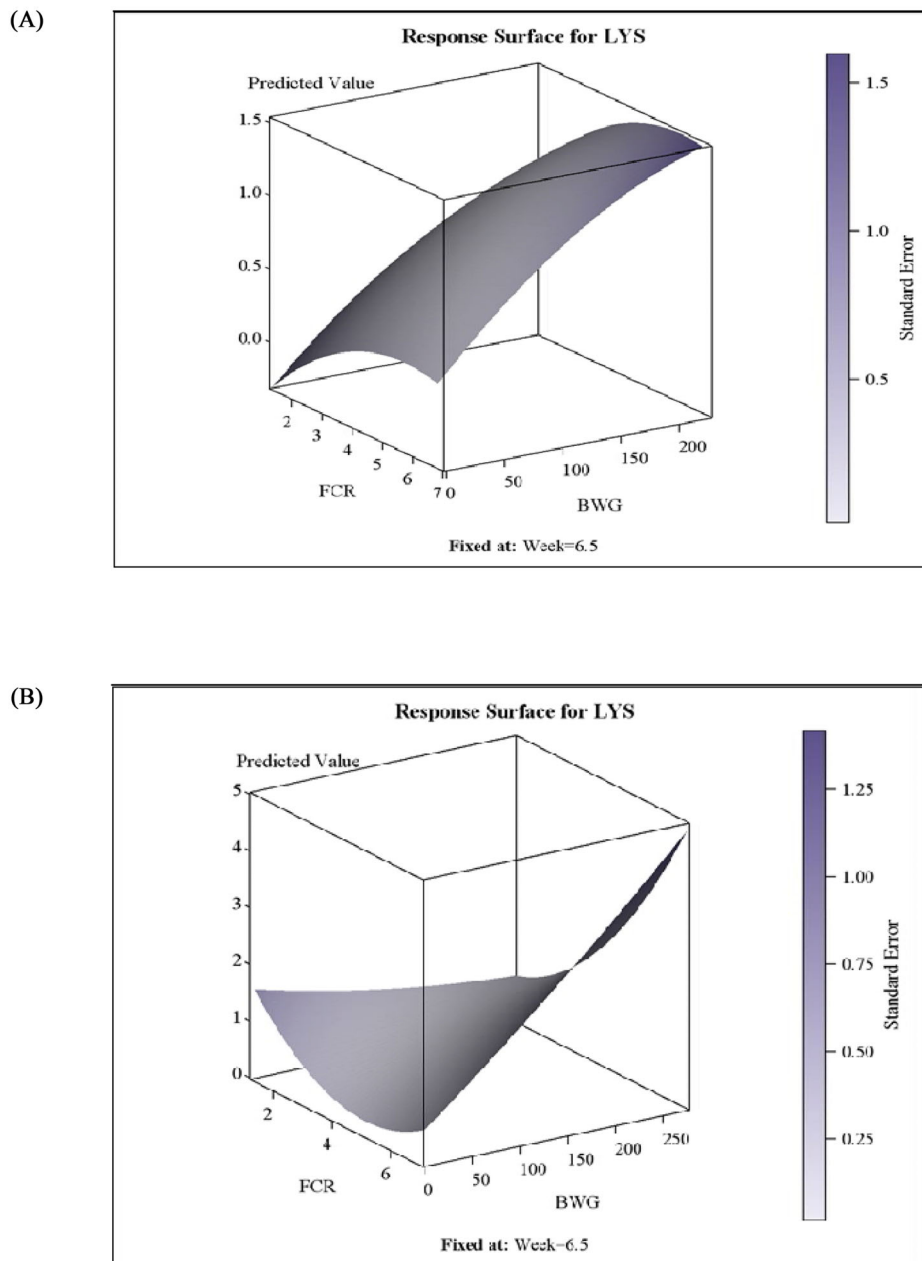 (A)
Response Surface for LYS
Predicted Value
1.5
1.0
0.5
0.0
2
3
4
5
6
7
FCR
0
50
100
150
200
BWG
1.5
1.0
0.5
Standard Error
Fixed at: Week=6.5
(B)
Response Surface for LYS
Predicted Value
5
4
3
2
1
0
2
4
6
FCR
0
50
100
150
200
250
BWG
1.25
1.00
0.75
0.50
0.25
Standard Error
Fixed at: Week=6.5